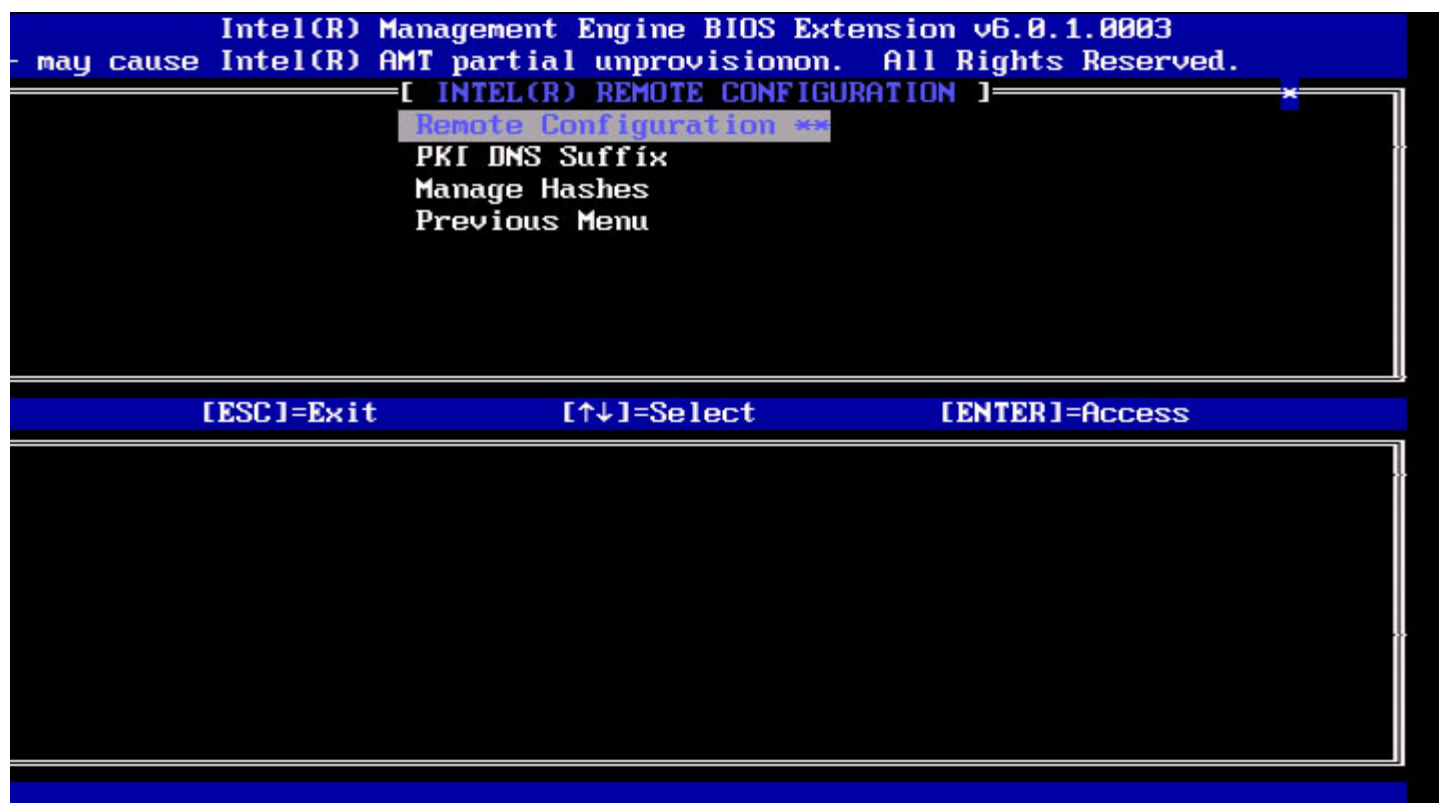 Intel(R) Management Engine BIOS Extension v6.0.1.0003
- may cause Intel(R) AMT partial unprovisionon. All Rights Reserved.
[ INTEL(R) REMOTE CONFIGURATION ] *
Remote Configuration **
PKI DNS Suffix
Manage Hashes
Previous Menu
[ESC]=Exit [↑↓]=Select [ENTER]=Access